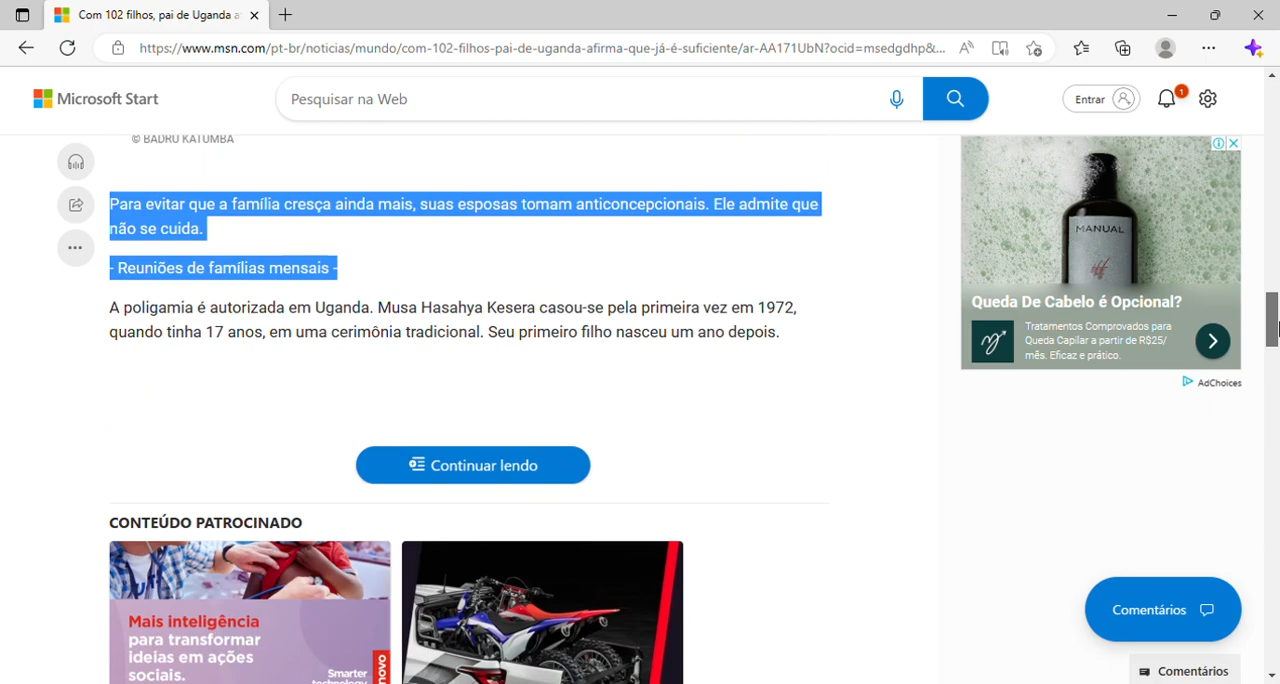 Com 102 filhos, pai de Uganda a
https://www.msn.com/pt-br/noticias/mundo/com-102-filhos-pai-de-uganda-afirma-que-já-é-suficiente/ar-AA171UbN?ocid=msedgdhp&...
Microsoft Start
Pesquisar na Web
Entrar
1
© BADRU KATUMBA
Para evitar que a família cresça ainda mais, suas esposas tomam anticoncepcionais. Ele admite que
não se cuida.
- Reuniões de famílias mensais -
A poligamia é autorizada em Uganda. Musa Hasahya Kesera casou-se pela primeira vez em 1972,
quando tinha 17 anos, em uma cerimônia tradicional. Seu primeiro filho nasceu um ano depois.
Continuar lendo
CONTEÚDO PATROCINADO
Mais inteligência
para transformar
ideias em ações
sociais.
Smarter
technology
novo
MANUAL
Queda De Cabelo é Opcional?
Tratamentos Comprovados para
Queda Capilar a partir de R$25/
mês. Eficaz e prático.
AdChoices
Comentários
Comentários